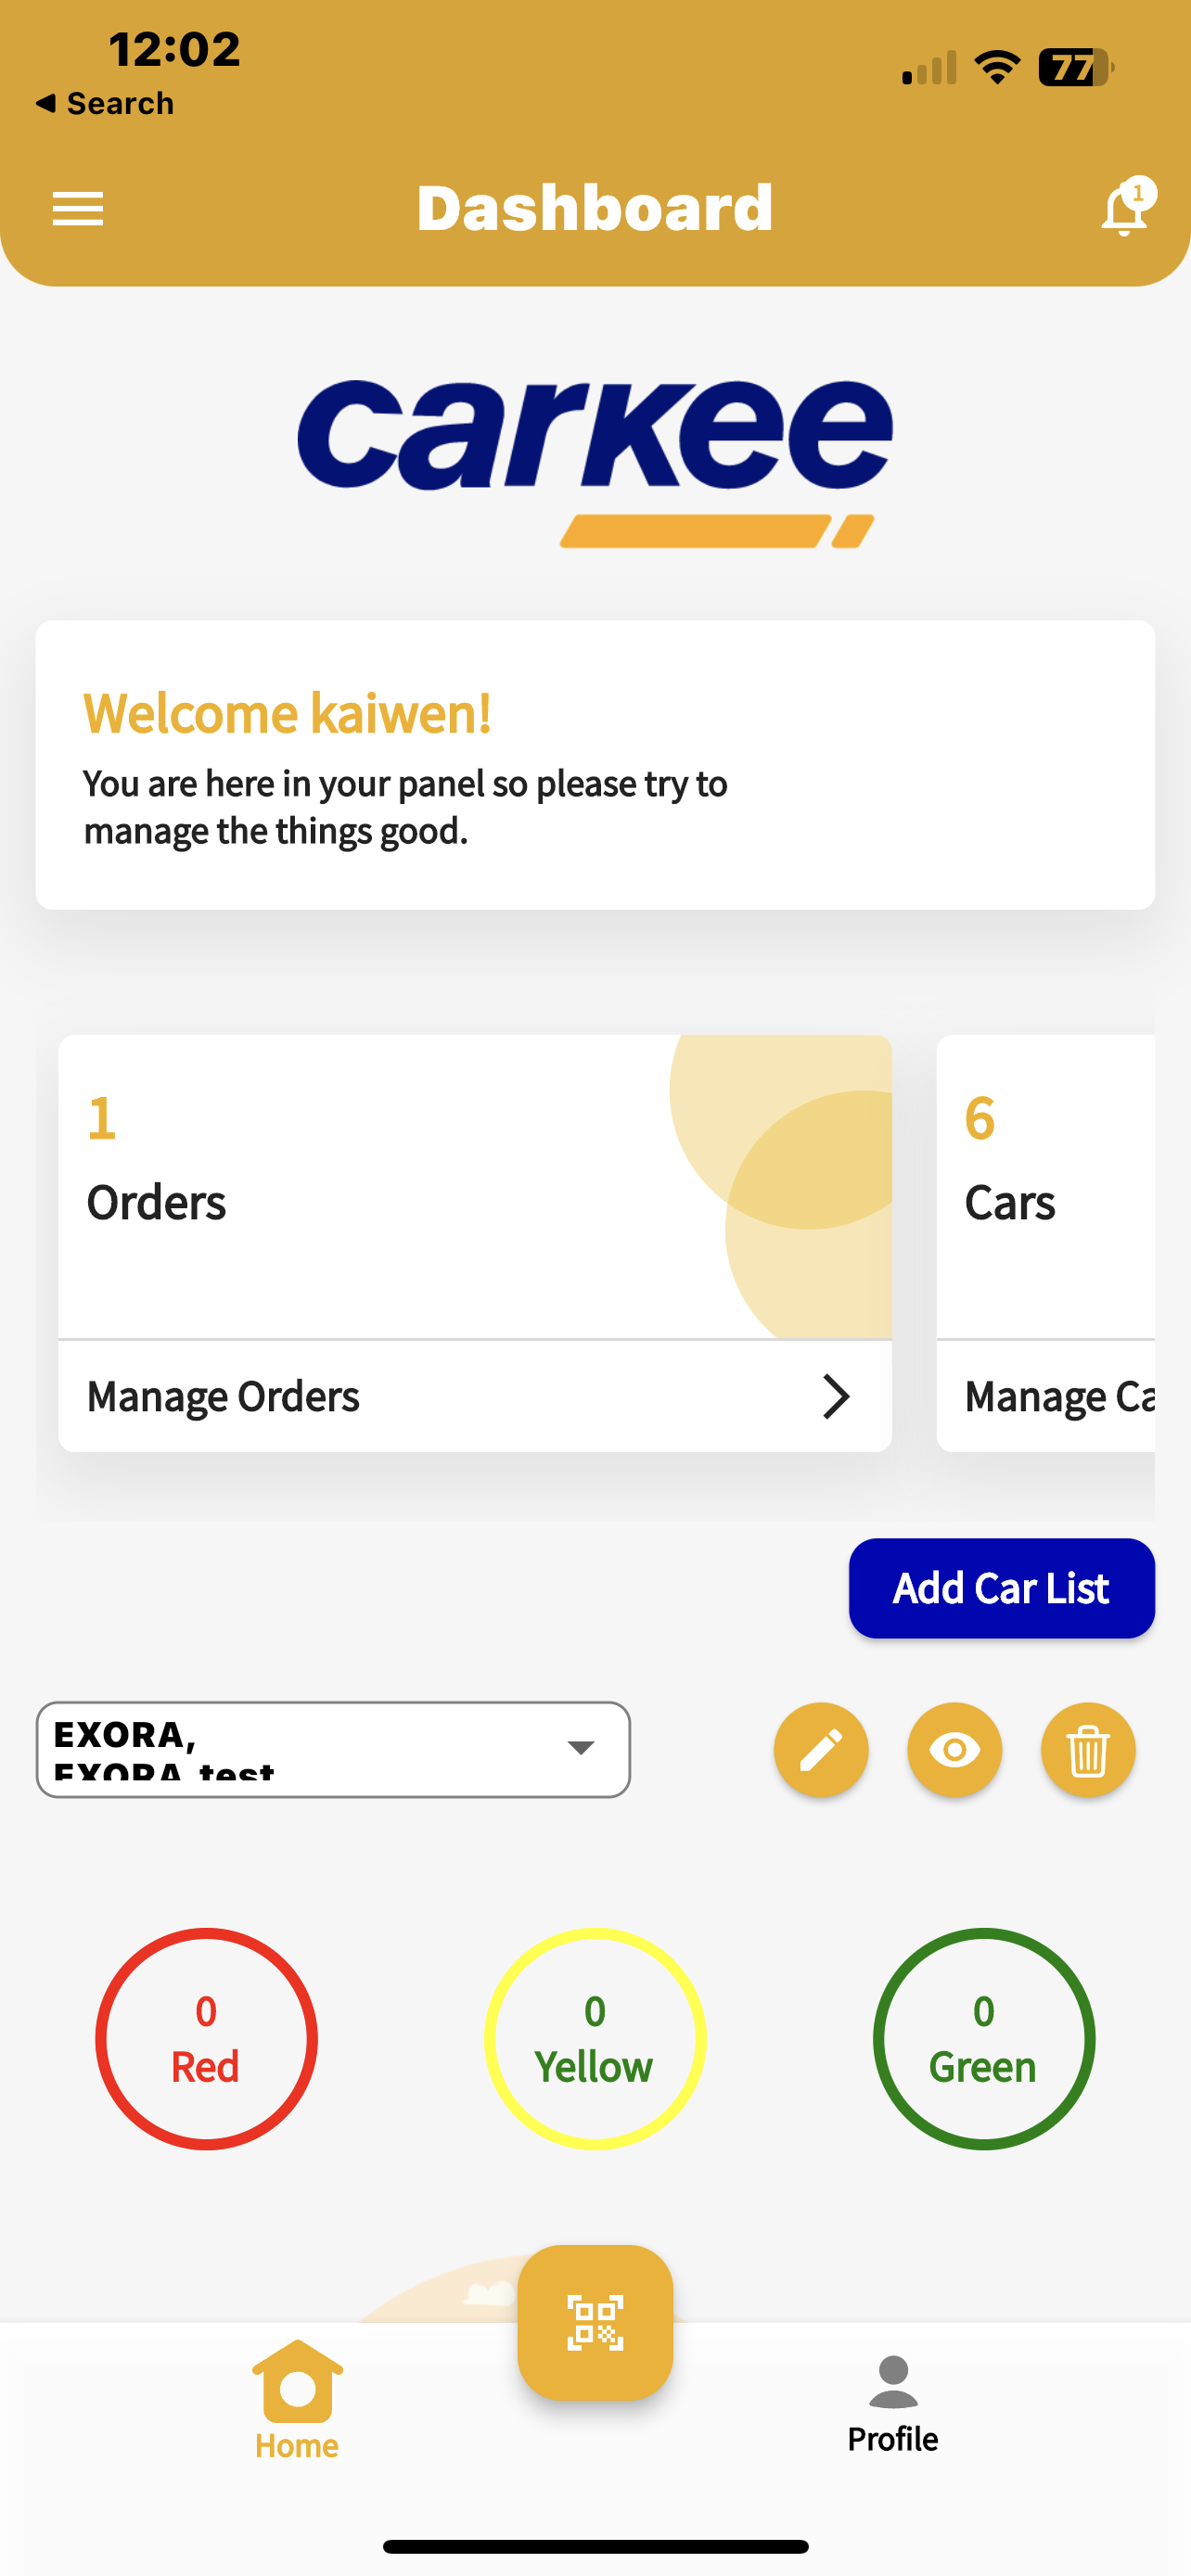 12:02
77
Search
Dashboard
1
carkee
Welcome kaiwen!
You are here in your panel so please try to
manage the things good.
1
Orders
Manage Orders
6
Cars
Manage Ca
Add Car List
EXORA,
EXORA test
0
Red
0
Yellow
0
Green
Home
Profile